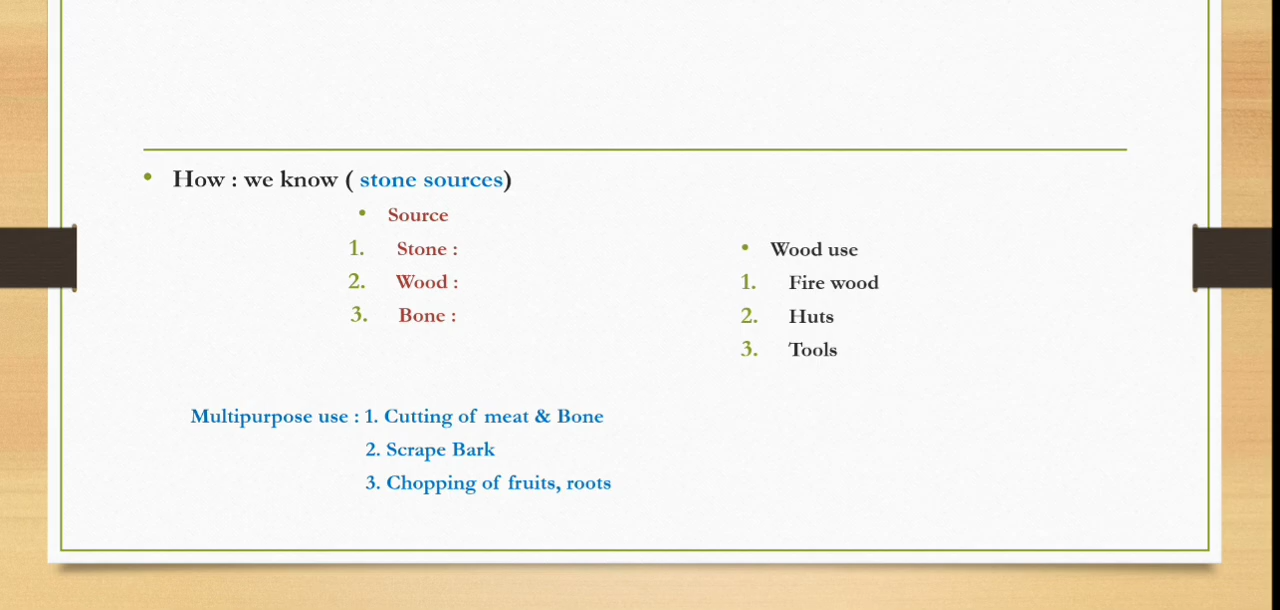 • How : we know ( stone sources)
• Source
1. Stone :
2. Wood :
3. Bone :
• Wood use
1. Fire wood
2. Huts
3. Tools
Multipurpose use : 1. Cutting of meat & Bone
2. Scrape Bark
3. Chopping of fruits, roots